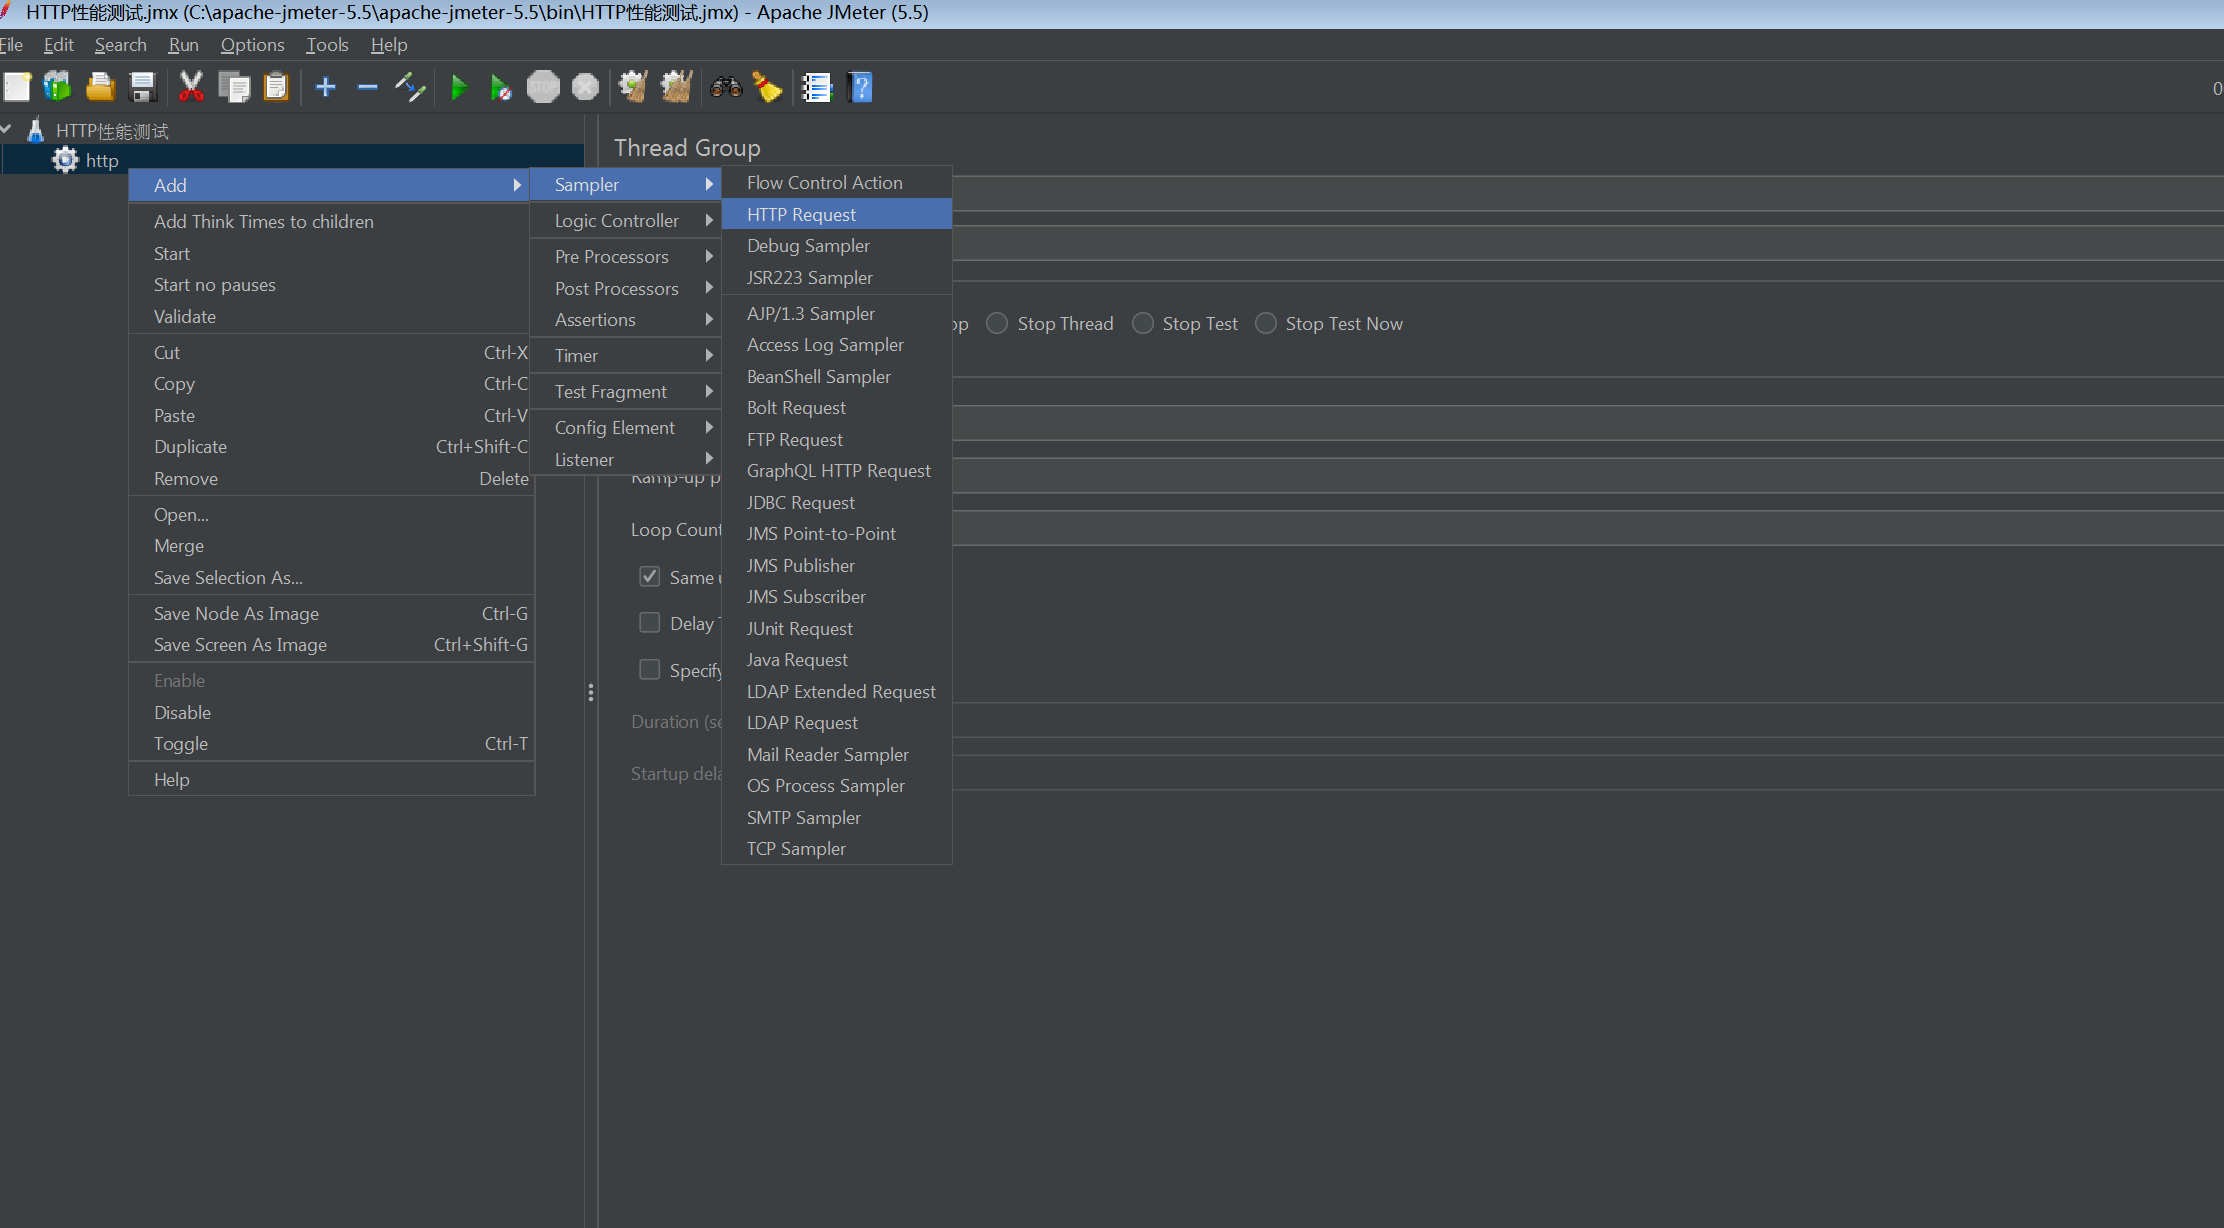 HTTP性能测试.jmx (C:\apache-jmeter-5.5\apache-jmeter-5.5\bin\HTTP性能测试.jmx) - Apache JMeter (5.5)
File Edit Search Run Options Tools Help
STOP
0
HTTP性能测试
http
Thread Group
Add
Add Think Times to children
Start
Start no pauses
Validate
Cut Ctrl-X
Copy Ctrl-C
Paste Ctrl-V
Duplicate Ctrl+Shift-C
Remove Delete
Open...
Merge
Save Selection As...
Save Node As Image Ctrl-G
Save Screen As Image Ctrl+Shift-G
Enable
Disable
Toggle Ctrl-T
Help
Sampler
Logic Controller
Pre Processors
Post Processors
Assertions
Timer
Test Fragment
Config Element
Listener
Flow Control Action
HTTP Request
Debug Sampler
JSR223 Sampler
AJP/1.3 Sampler
Access Log Sampler
BeanShell Sampler
Bolt Request
FTP Request
GraphQL HTTP Request
JDBC Request
JMS Point-to-Point
JMS Publisher
JMS Subscriber
JUnit Request
Java Request
LDAP Extended Request
LDAP Request
Mail Reader Sampler
OS Process Sampler
SMTP Sampler
TCP Sampler
op Stop Thread Stop Test Stop Test Now
Ramp-up p
Loop Count
Same u
Delay T
Specify
Duration (se
Startup dela